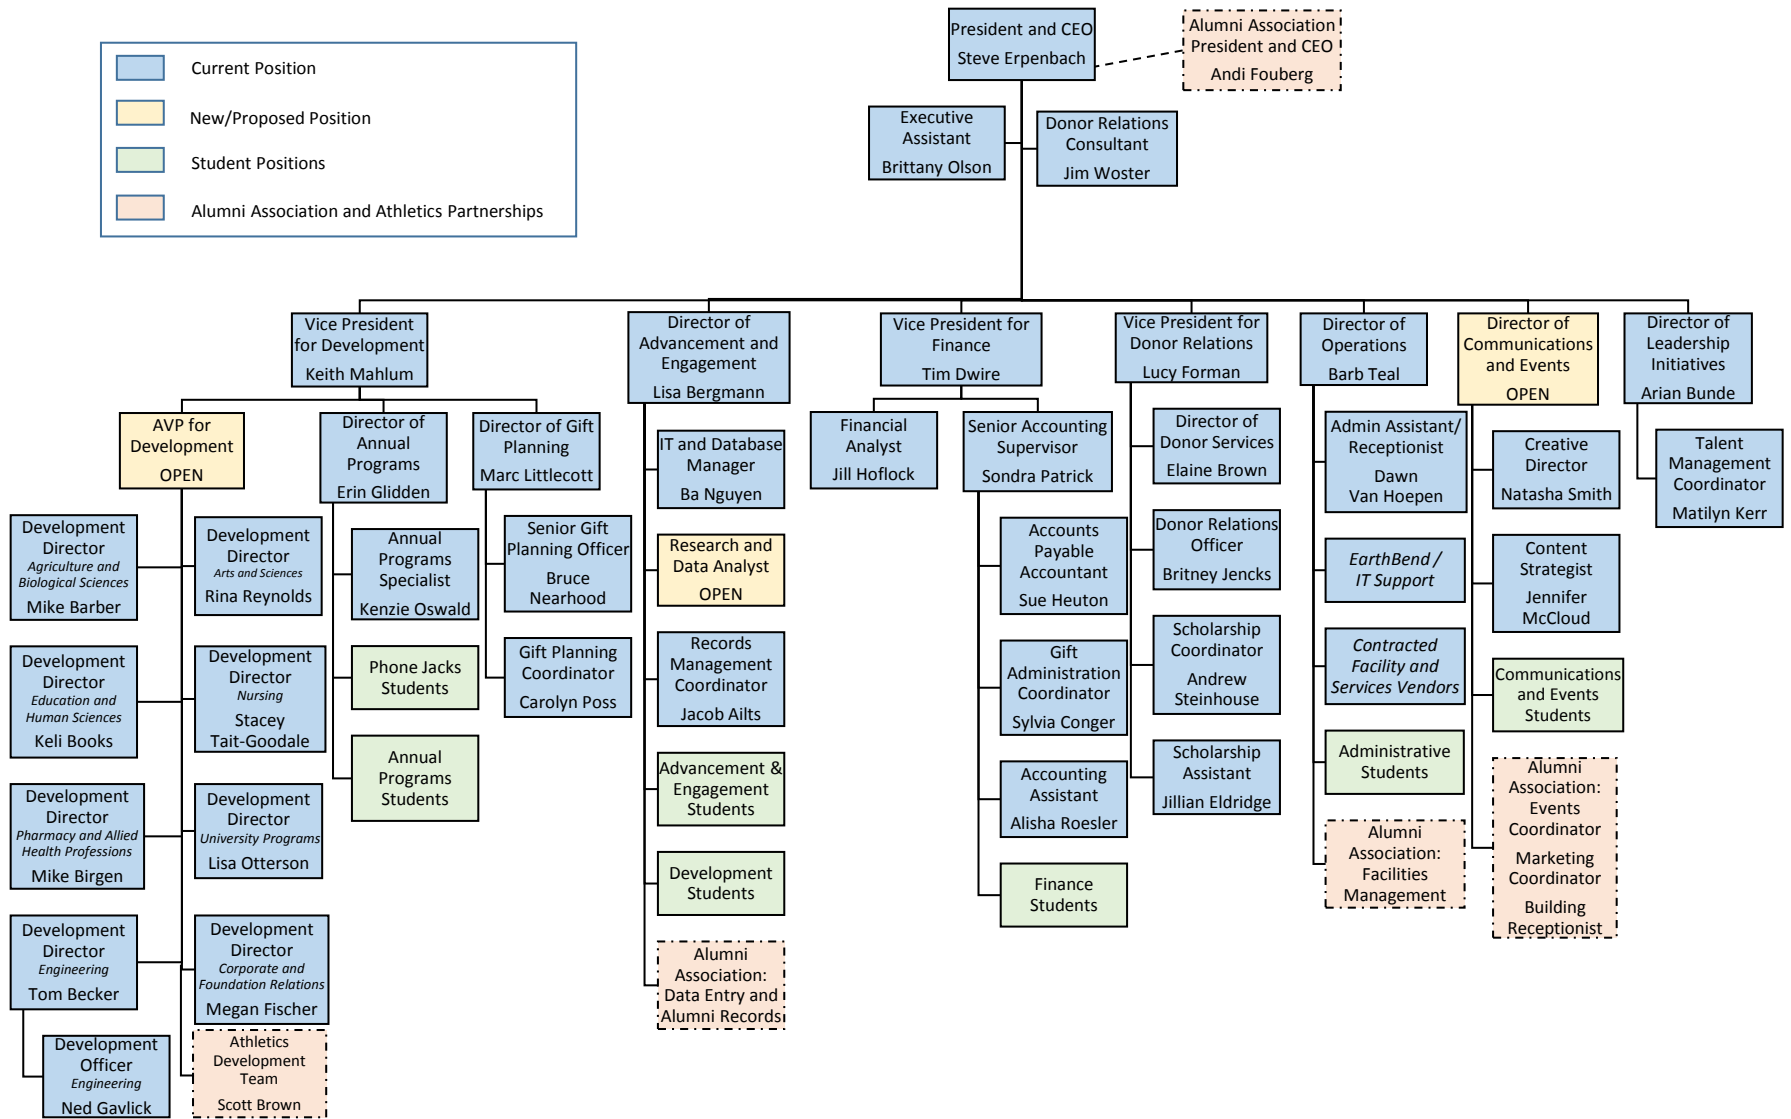 President and CEO
Steve Erpenbach
Alumni Association
President and CEO
Andi Fouberg
Current Position
New/Proposed Position
Student Positions
Alumni Association and Athletics Partnerships
Executive
Assistant
Brittany Olson
Donor Relations
Consultant
Jim Woster
Vice President
for Development
Keith Mahlum
Director of
Advancement and
Engagement
Lisa Bergmann
Vice President for
Finance
Tim Dwire
Vice President for
Donor Relations
Lucy Forman
Director of
Operations
Barb Teal
Director of
Communications
and Events
OPEN
Director of
Leadership
Initiatives
Arian Bunde
AVP for
Development
OPEN
Director of
Annual
Programs
Erin Glidden
Director of Gift
Planning
Marc Littlecott
Development
Director
Agriculture and
Biological Sciences
Mike Barber
Development
Director
Arts and Sciences
Rina Reynolds
Development
Director
Education and
Human Sciences
Keli Books
Development
Director
Nursing
Stacey
Tait-Goodale
Development
Director
Pharmacy and Allied
Health Professions
Mike Birgen
Development
Director
University Programs
Lisa Otterson
Development
Director
Engineering
Tom Becker
Development
Director
Corporate and
Foundation Relations
Megan Fischer
Development
Officer
Engineering
Ned Gavlick
Athletics
Development
Team
Scott Brown
Annual
Programs
Specialist
Kenzie Oswald
Phone Jacks
Students
Annual
Programs
Students
Senior Gift
Planning Officer
Bruce
Nearhood
Gift Planning
Coordinator
Carolyn Poss
IT and Database
Manager
Ba Nguyen
Research and
Data Analyst
OPEN
Records
Management
Coordinator
Jacob Ailts
Advancement &
Engagement
Students
Development
Students
Alumni
Association:
Data Entry and
Alumni Records
Financial
Analyst
Jill Hoflock
Senior Accounting
Supervisor
Sondra Patrick
Accounts
Payable
Accountant
Sue Heuton
Gift
Administration
Coordinator
Sylvia Conger
Accounting
Assistant
Alisha Roesler
Finance
Students
Director of
Donor Services
Elaine Brown
Donor Relations
Officer
Britney Jencks
Scholarship
Coordinator
Andrew
Steinhouse
Scholarship
Assistant
Jillian Eldridge
Admin Assistant/
Receptionist
Dawn
Van Hoepen
EarthBend /
IT Support
Contracted
Facility and
Services Vendors
Administrative
Students
Alumni
Association:
Facilities
Management
Creative
Director
Natasha Smith
Content
Strategist
Jennifer
McCloud
Communications
and Events
Students
Alumni
Association:
Events
Coordinator
Marketing
Coordinator
Building
Receptionist
Talent
Management
Coordinator
Matilyn Kerr